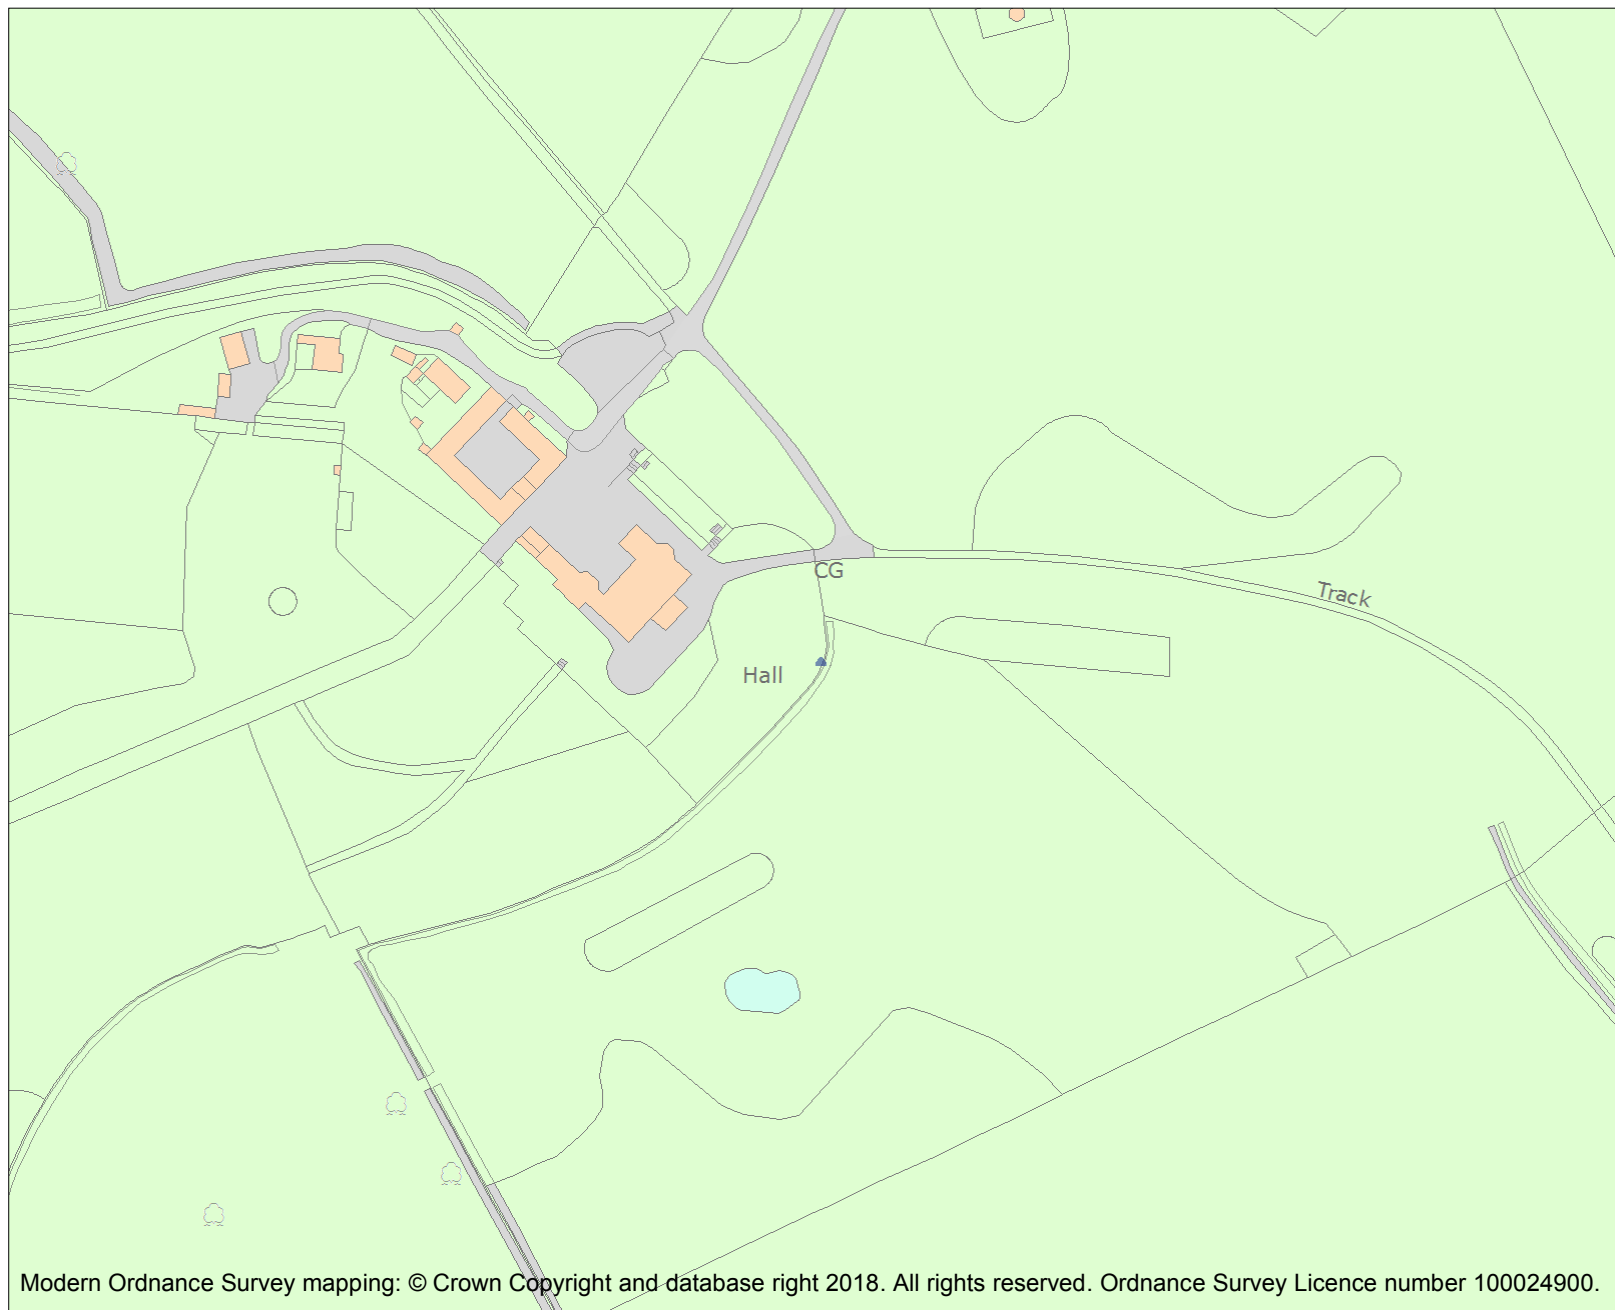 CG
Track
Hall
Modern Ordnance Survey mapping: © Crown Copyright and database right 2018. All rights reserved. Ordnance Survey Licence number 100024900.